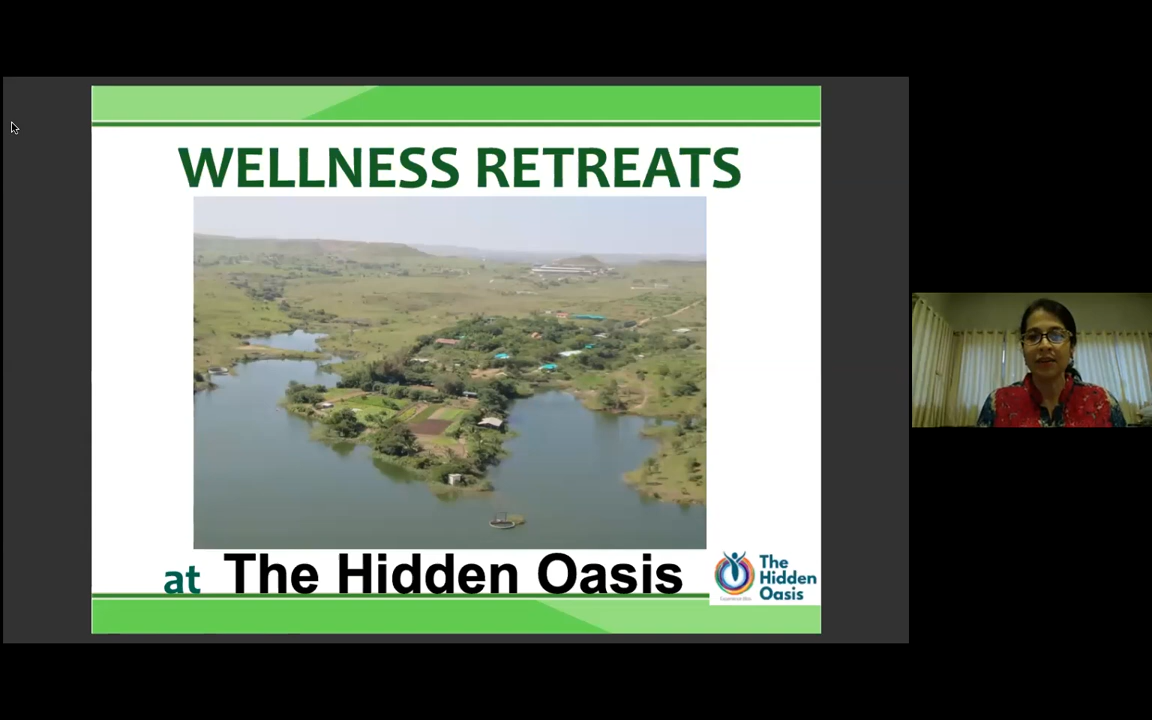 WELLNESS RETREATS
at The Hidden Oasis
The
Hidden
Oasis